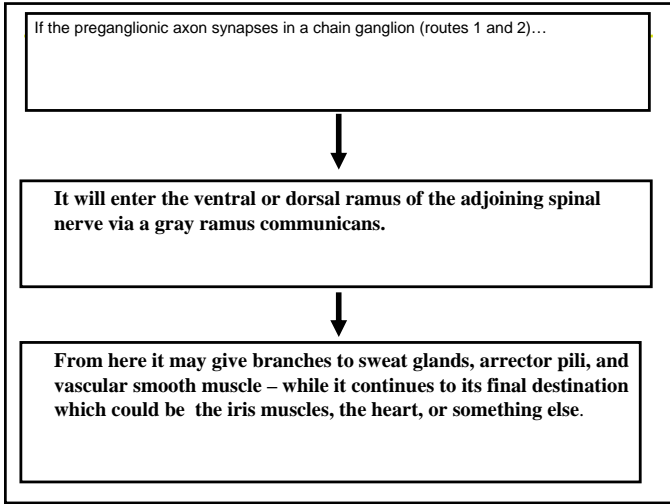 If the preganglionic axon synapses in a chain ganglion (routes 1 and 2)…
It will enter the ventral or dorsal ramus of the adjoining spinal
nerve via a gray ramus communicans.
From here it may give branches to sweat glands, arrector pili, and
vascular smooth muscle – while it continues to its final destination
which could be the iris muscles, the heart, or something else.